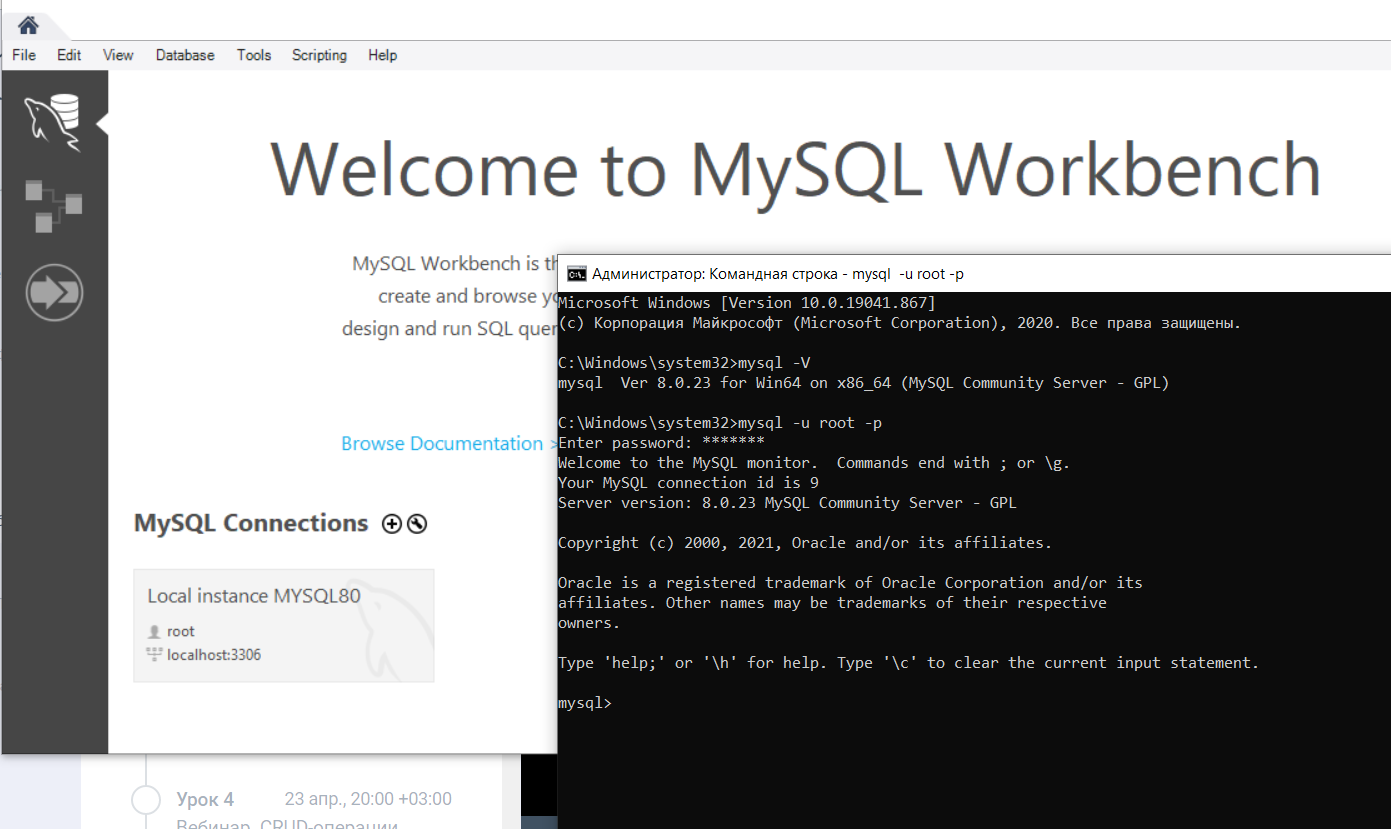 File Edit View Database Tools Scripting Help
Welcome to MySQL Workbench
MySQL Workbench is
create and browse
design and run SQL
Browse Documentation >
MySQL Connections
Local instance MYSQL80
root
localhost:3306
Администратор: Командная строка - mysql -u root -p
Microsoft Windows [Version 10.0.19041.867]
(c) Корпорация Майкрософт (Microsoft Corporation), 2020. Все права защищены.
C:\Windows\system32>mysql -V
mysql  Ver 8.0.23 for Win64 on x86_64 (MySQL Community Server - GPL)
C:\Windows\system32>mysql -u root -p
Enter password: *******
Welcome to the MySQL monitor.  Commands end with ; or \g.
Your MySQL connection id is 9
Server version: 8.0.23 MySQL Community Server - GPL
Copyright (c) 2000, 2021, Oracle and/or its affiliates.
Oracle is a registered trademark of Oracle Corporation and/or its
affiliates. Other names may be trademarks of their respective
owners.
Type 'help;' or '\h' for help. Type '\c' to clear the current input statement.
mysql>
Урок 4 23 апр., 20:00 +03:00
Вебинар. CRUD-операции